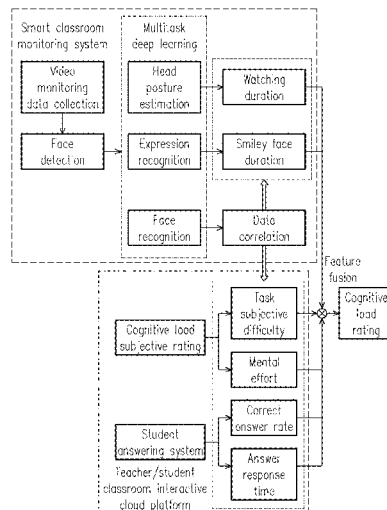 Smart classroom
monitoring system
Multitask
deep learning
Video
monitoring
data collection
Head
posture
estimation
Watching
duration
Face
detection
Expression
recognition
Smiley face
duration
Face
recognition
Data
correlation
Feature
fusion
Task
subjective
difficulty
Cognitive
load
rating
Cognitive load
subjective rating
Mental
effort
Correct
answer rate
Student
answering system
Answer
response
time
Teacher/student
classroom interactive
cloud platform